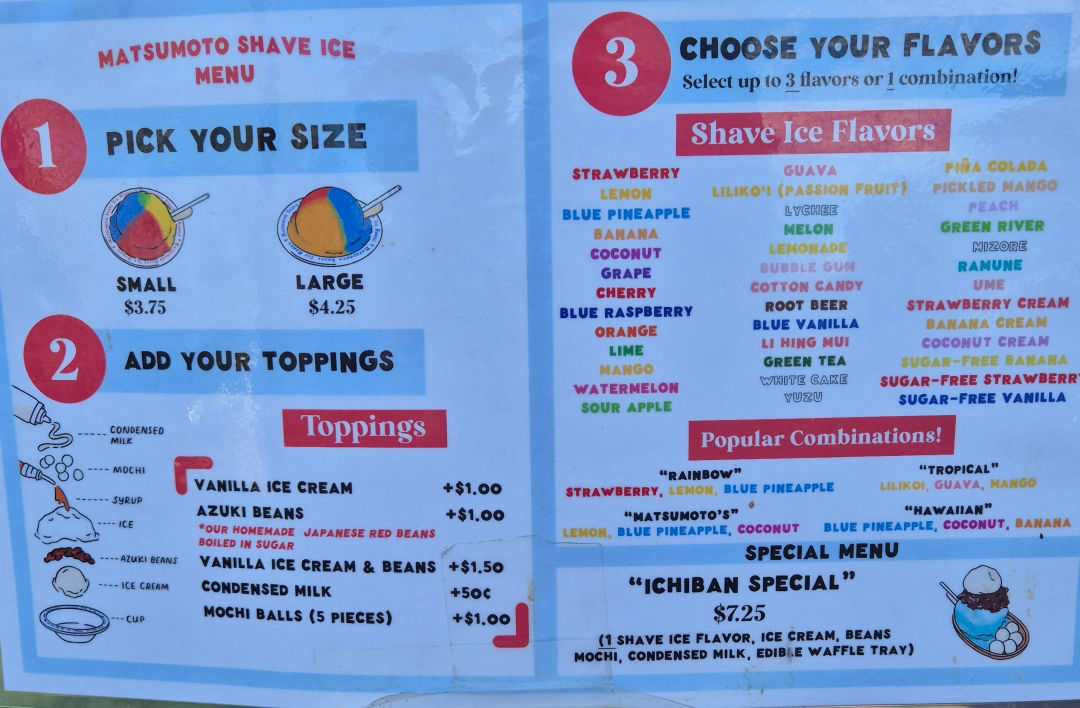 MATSUMOTO SHAVE ICE
MENU
1 PICK YOUR SIZE
SMALL
$3.75
LARGE
$4.25
2 ADD YOUR TOPPINGS
Toppings
CONDENSED
MILK
MOCHI
SYRUP
ICE
AZUKI BEANS
ICE CREAM
CUP
VANILLA ICE CREAM +$1.00
AZUKI BEANS +$1.00
*OUR HOMEMADE JAPANESE RED BEANS
BOILED IN SUGAR
VANILLA ICE CREAM & BEANS +$1.50
CONDENSED MILK +50¢
MOCHI BALLS (5 PIECES) +$1.00
3 CHOOSE YOUR FLAVORS
Select up to 3 flavors or 1 combination!
Shave Ice Flavors
STRAWBERRY
LEMON
BLUE PINEAPPLE
BANANA
COCONUT
GRAPE
CHERRY
BLUE RASPBERRY
ORANGE
LIME
MANGO
WATERMELON
SOUR APPLE
GUAVA
LILIKO'I (PASSION FRUIT)
LYCHEE
MELON
LEMONADE
BUBBLE GUM
COTTON CANDY
ROOT BEER
BLUE VANILLA
LI HING MUI
GREEN TEA
WHITE CAKE
YUZU
PIÑA COLADA
PICKLED MANGO
PEACH
GREEN RIVER
MIZORE
RAMUNE
UME
STRAWBERRY CREAM
BANANA CREAM
COCONUT CREAM
SUGAR-FREE BANANA
SUGAR-FREE STRAWBERRY
SUGAR-FREE VANILLA
Popular Combinations!
"RAINBOW"
STRAWBERRY, LEMON, BLUE PINEAPPLE
"TROPICAL"
LILIKOI, GUAVA, MANGO
"MATSUMOTO'S"
LEMON, BLUE PINEAPPLE, COCONUT
"HAWAIIAN"
BLUE PINEAPPLE, COCONUT, BANANA
SPECIAL MENU
"ICHIBAN SPECIAL"
$7.25
(1 SHAVE ICE FLAVOR, ICE CREAM, BEANS
MOCHI, CONDENSED MILK, EDIBLE WAFFLE TRAY)